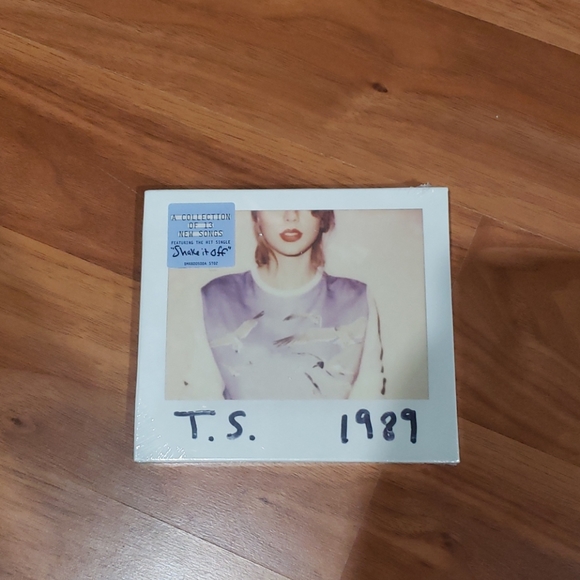 A COLLECTION
OF 13
NEW SONGS
FEATURING THE HIT SINGLE
"Shake it off"
T.S. 1989